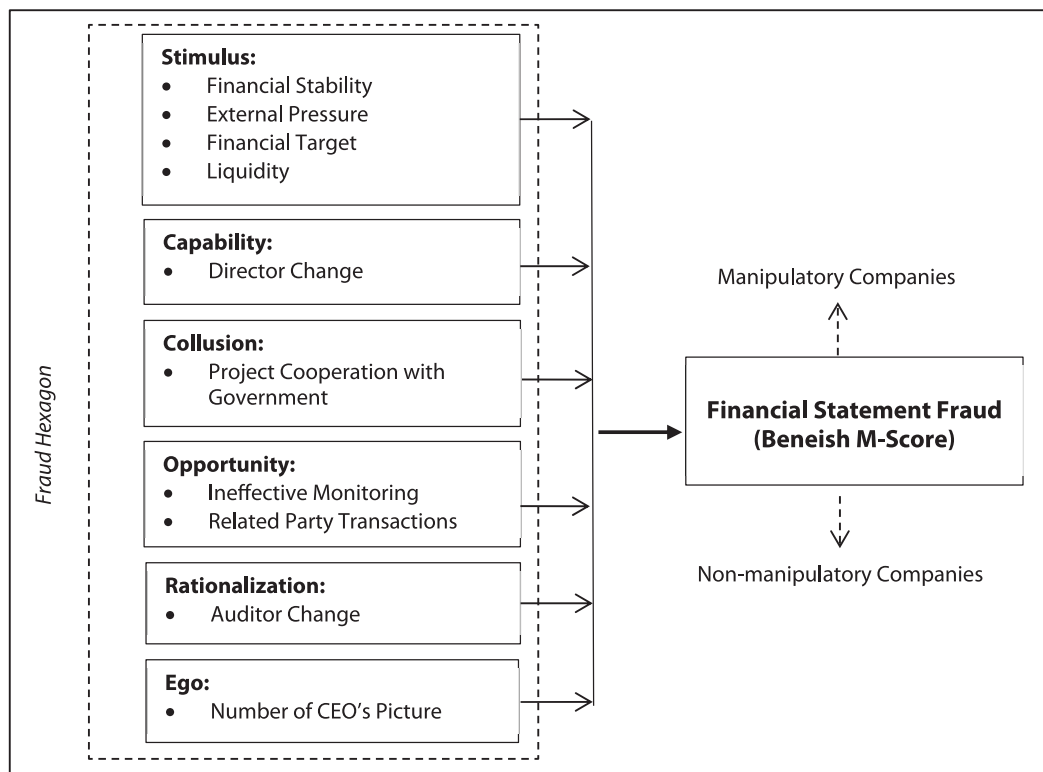 Fraud Hexagon
Stimulus:
• Financial Stability
• External Pressure
• Financial Target
• Liquidity
Capability:
• Director Change
Collusion:
• Project Cooperation with
Government
Opportunity:
• Ineffective Monitoring
• Related Party Transactions
Rationalization:
• Auditor Change
Ego:
• Number of CEO's Picture
Manipulatory Companies
Financial Statement Fraud
(Beneish M-Score)
Non-manipulatory Companies